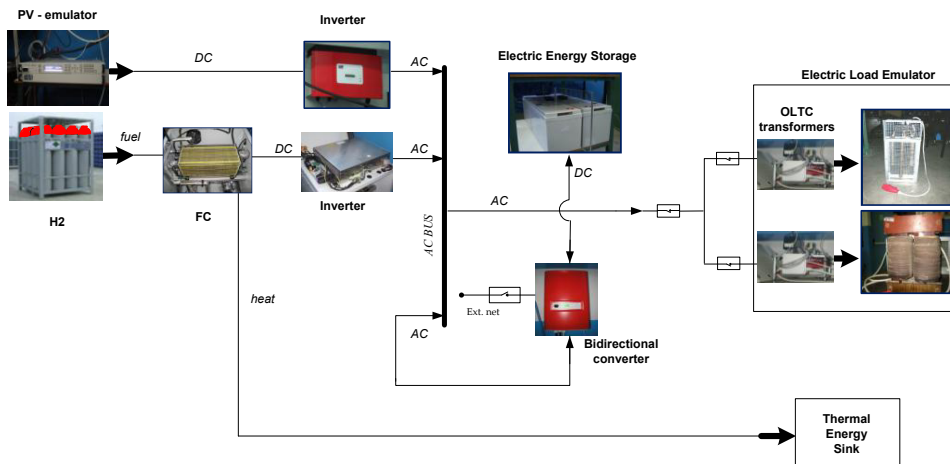 PV - emulator
Inverter
DC
AC
Electric Energy Storage
Electric Load Emulator
OLTC
transformers
fuel
DC
AC
DC
H2
FC
Inverter
AC
AC BUS
heat
Ext. net
AC
Bidirectional
converter
Thermal
Energy
Sink